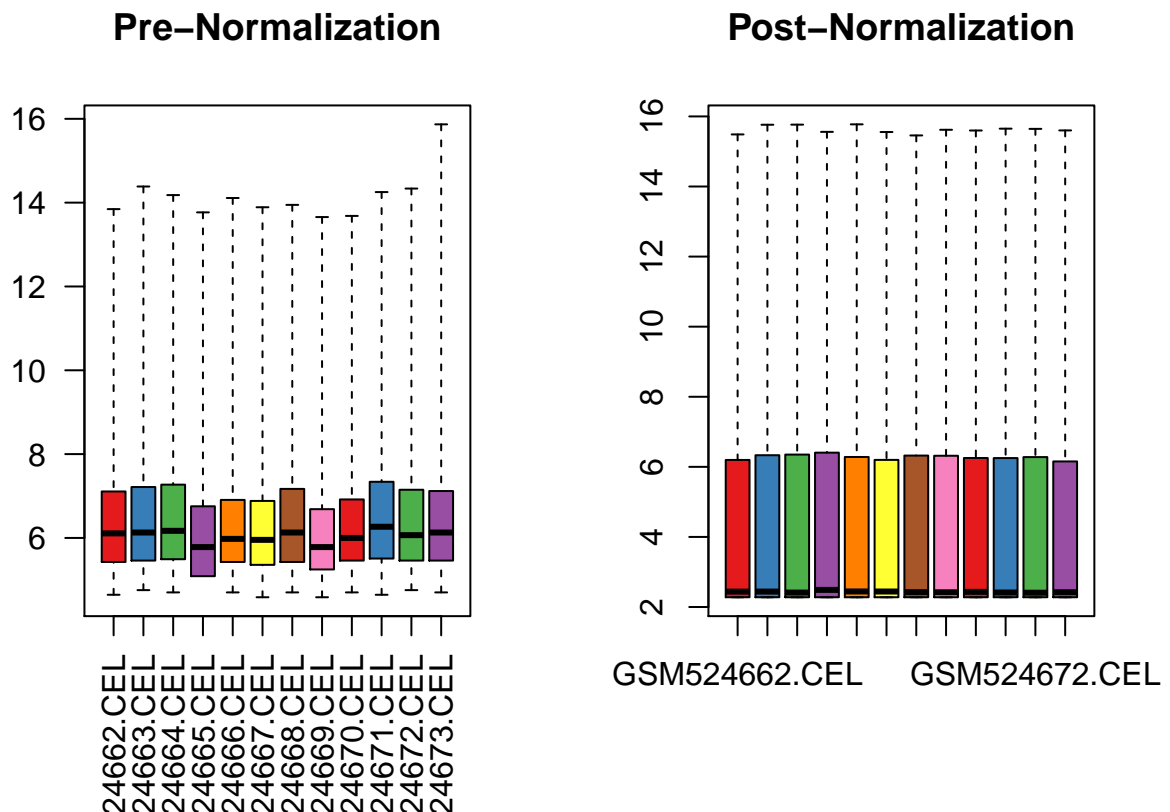 Pre−Normalization
Post−Normalization
16
14
12
10
8
6
24662.CEL
24663.CEL
24664.CEL
24665.CEL
24666.CEL
24667.CEL
24668.CEL
24669.CEL
24670.CEL
24671.CEL
24672.CEL
24673.CEL
16
14
12
10
8
6
4
2
GSM524662.CEL
GSM524672.CEL